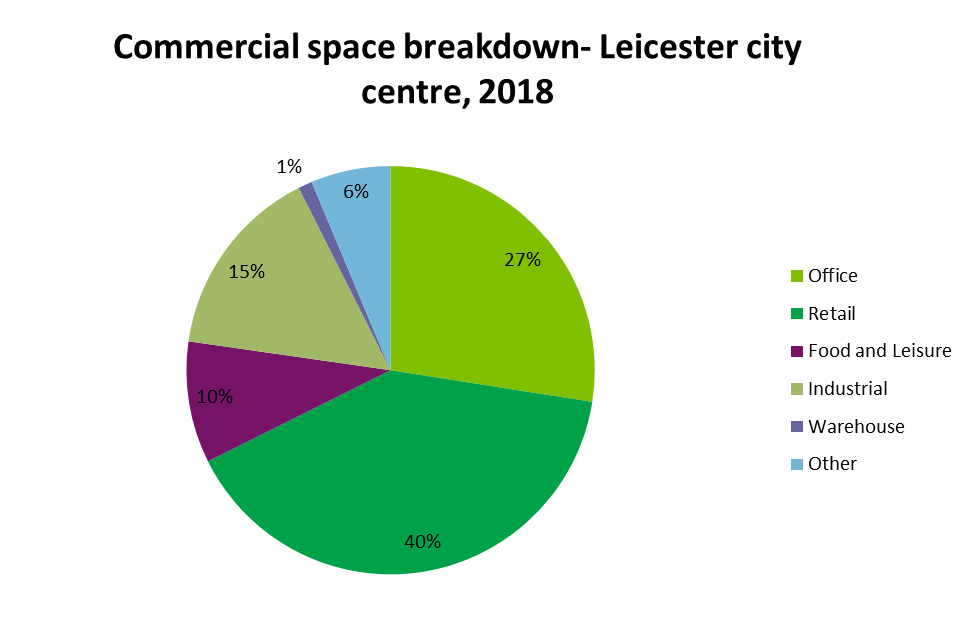 Commercial space breakdown- Leicester city
centre, 2018
1%
6%
27%
15%
10%
40%
Office
Retail
Food and Leisure
Industrial
Warehouse
Other